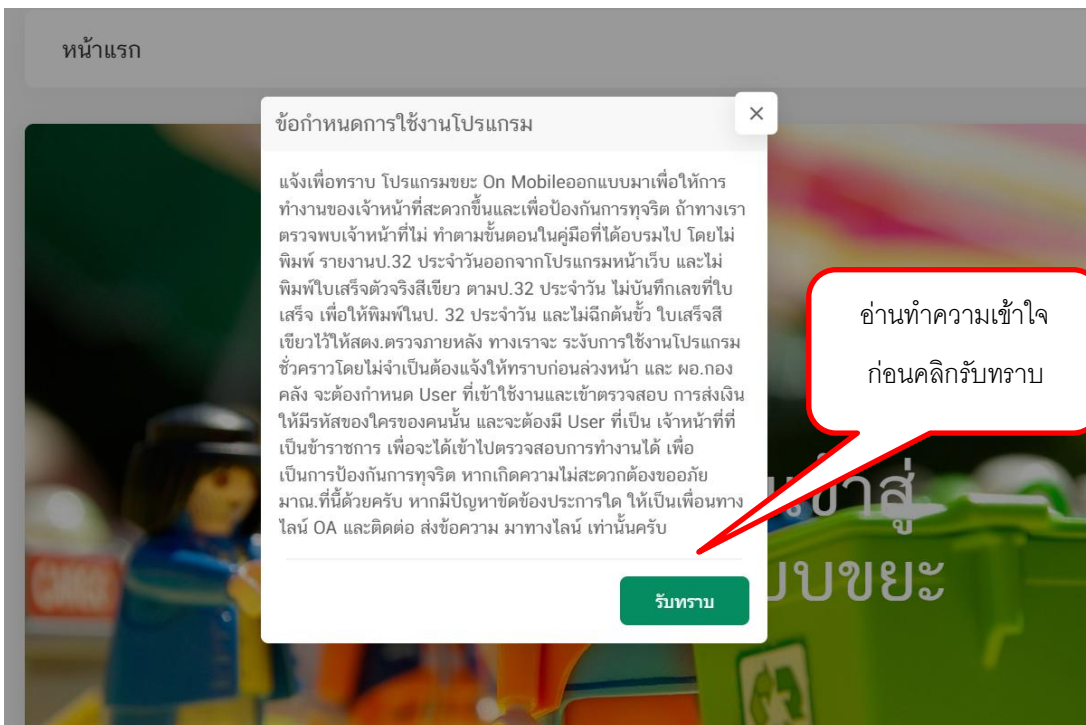 หน้าแรก
ข้อกำหนดการใช้งานโปรแกรม
แจ้งเพื่อทราบ โปรแกรมขยะ On Mobileออกแบบมาเพื่อให้การ
ทำงานของเจ้าหน้าที่สะดวกขึ้นและเพื่อป้องกันการทุจริต ถ้าทางเรา
ตรวจพบเจ้าหน้าที่ไม่ ทำตามขั้นตอนในคู่มือที่ได้อบรมไป โดยไม่
พิมพ์ รายงานป.32 ประจำวันออกจากโปรแกรมหน้าเว็บ และไม่
พิมพ์ใบเสร็จตัวจริงสีเขียว ตามป.32 ประจำวัน ไม่บันทึกเลขที่ใบ
เสร็จ เพื่อให้พิมพ์ในป. 32 ประจำวัน และไม่ฉีกต้นขั้ว ใบเสร็จสี
เขียวไว้ให้สตง.ตรวจภายหลัง ทางเราจะ ระงับการใช้งานโปรแกรม
ชั่วคราวโดยไม่จำเป็นต้องแจ้งให้ทราบก่อนล่วงหน้า และ ผอ.กอง
คลัง จะต้องกำหนด User ที่เข้าใช้งานและเข้าตรวจสอบ การส่งเงิน
ให้มีรหัสของใครของคนนั้น และจะต้องมี User ที่เป็น เจ้าหน้าที่ที่
เป็นข้าราชการ เพื่อจะได้เข้าไปตรวจสอบการทำงานได้ เพื่อ
เป็นการป้องกันการทุจริต หากเกิดความไม่สะดวกต้องขออภัย
มาณ.ที่นี้ด้วยครับ หากมีปัญหาขัดข้องประการใด ให้เป็นเพื่อนทาง
ไลน์ OA และติดต่อ ส่งข้อความ มาทางไลน์ เท่านั้นครับ
รับทราบ
อ่านทำความเข้าใจ
ก่อนคลิกรับทราบ
เข้าสู่
บบขยะ